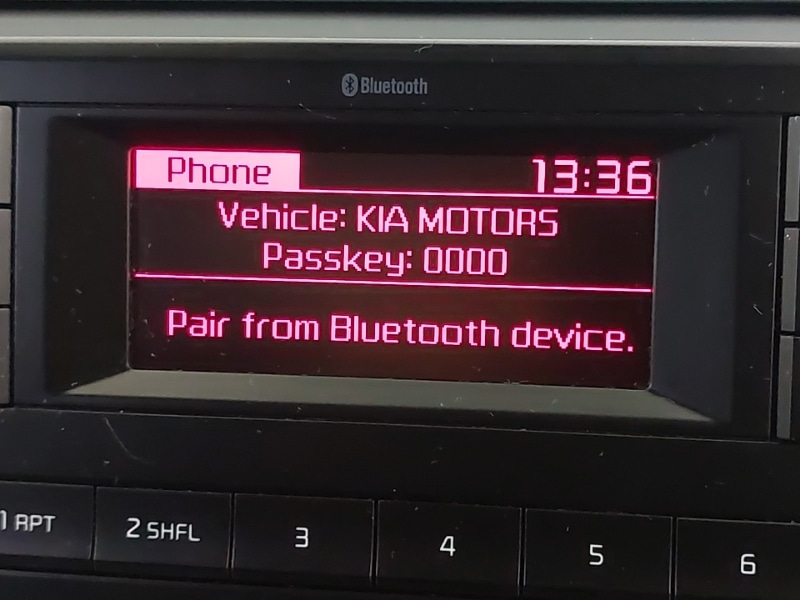 Bluetooth
Phone 13:36
Vehicle: KIA MOTORS
Passkey: 0000
Pair from Bluetooth device.
1 RPT 2 SHFL 3 4 5 6